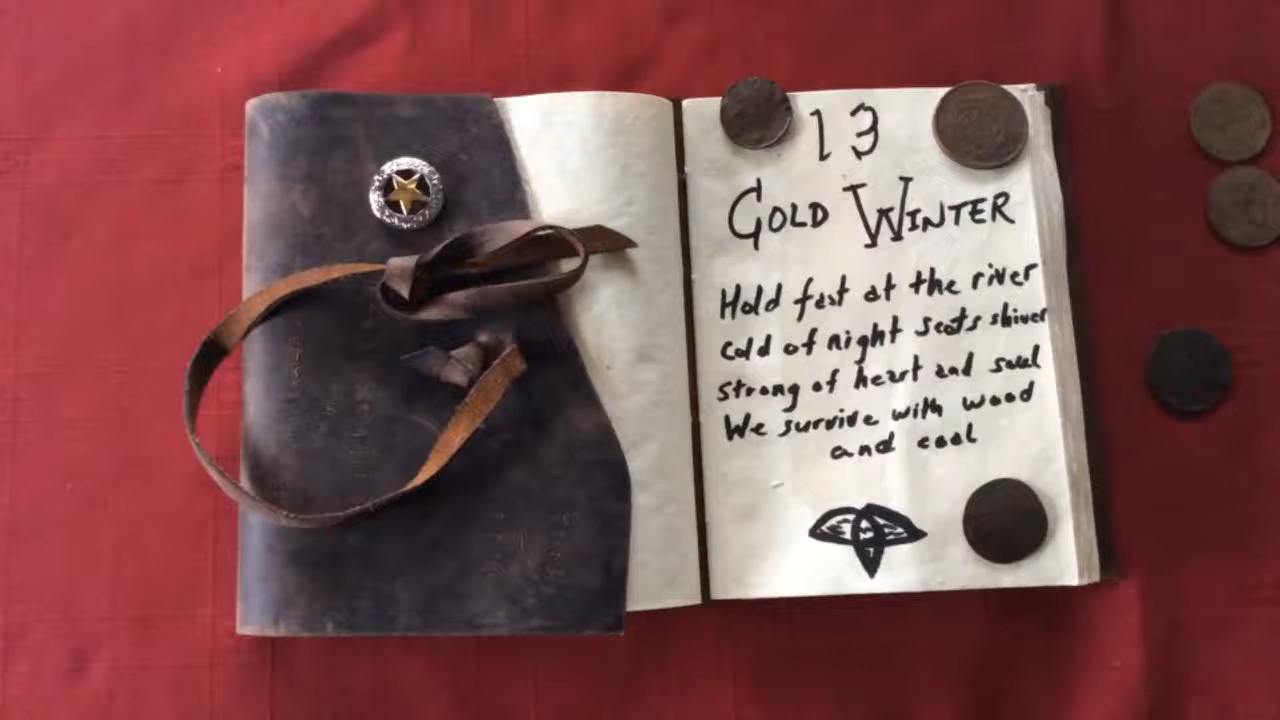 13
GOLD WINTER
Hold fast at the river
cold of night seats shiver
strong of heart and soul
We survive with wood
and coal